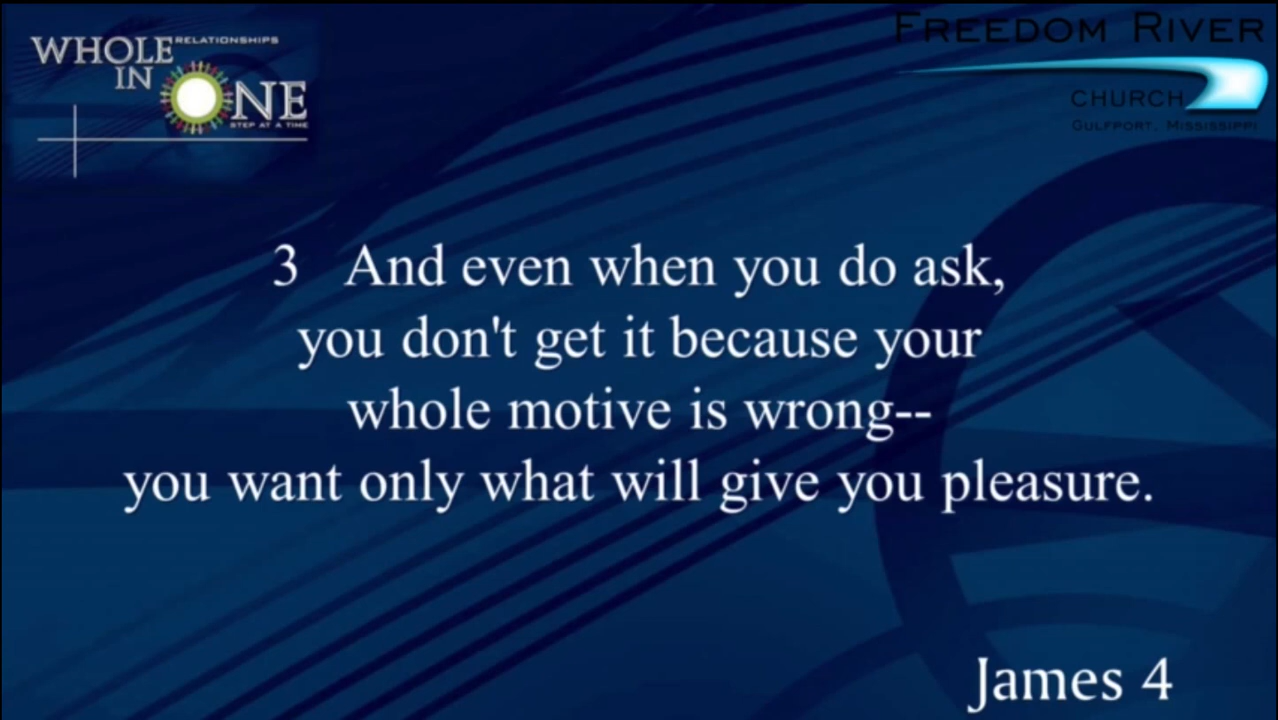 WHOLE RELATIONSHIPS
IN ONE
STEP AT A TIME
FREEDOM RIVER
CHURCH
GULFPORT, MISSISSIPPI
3 And even when you do ask,
you don't get it because your
whole motive is wrong--
you want only what will give you pleasure.
James 4